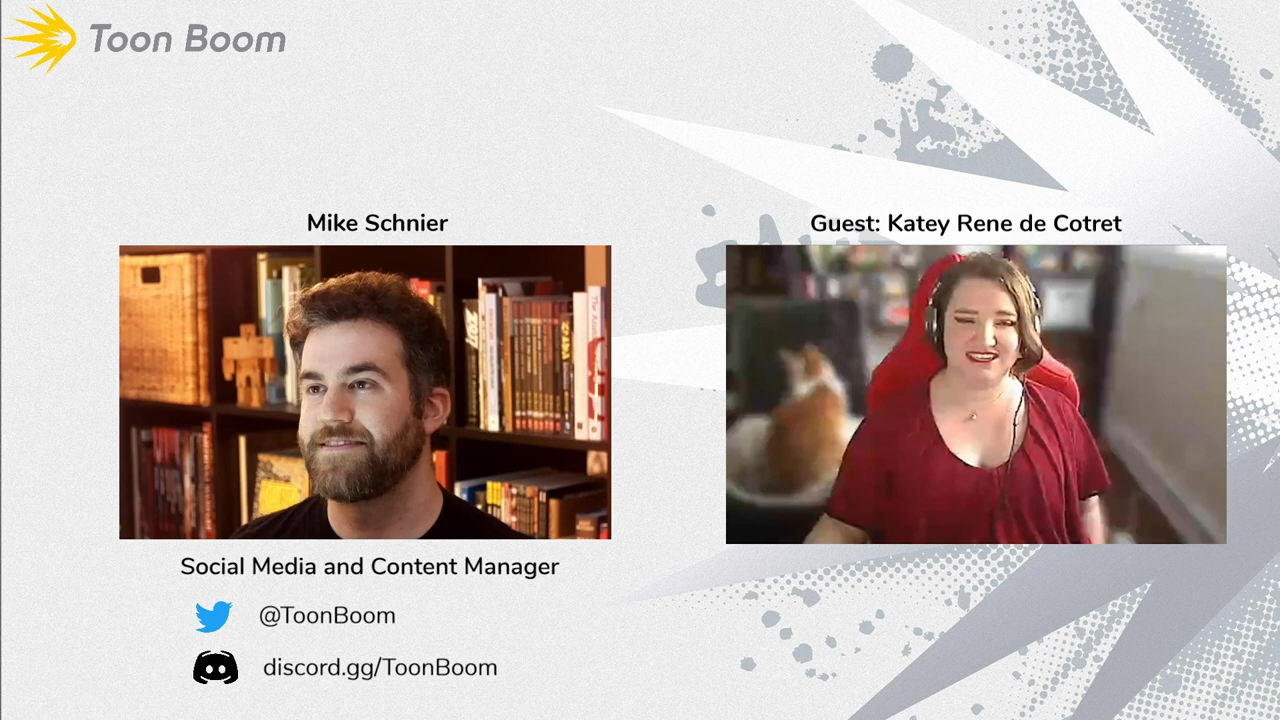 Toon Boom
Mike Schnier
Guest: Katey Rene de Cotret
Social Media and Content Manager
@ToonBoom
discord.gg/ToonBoom